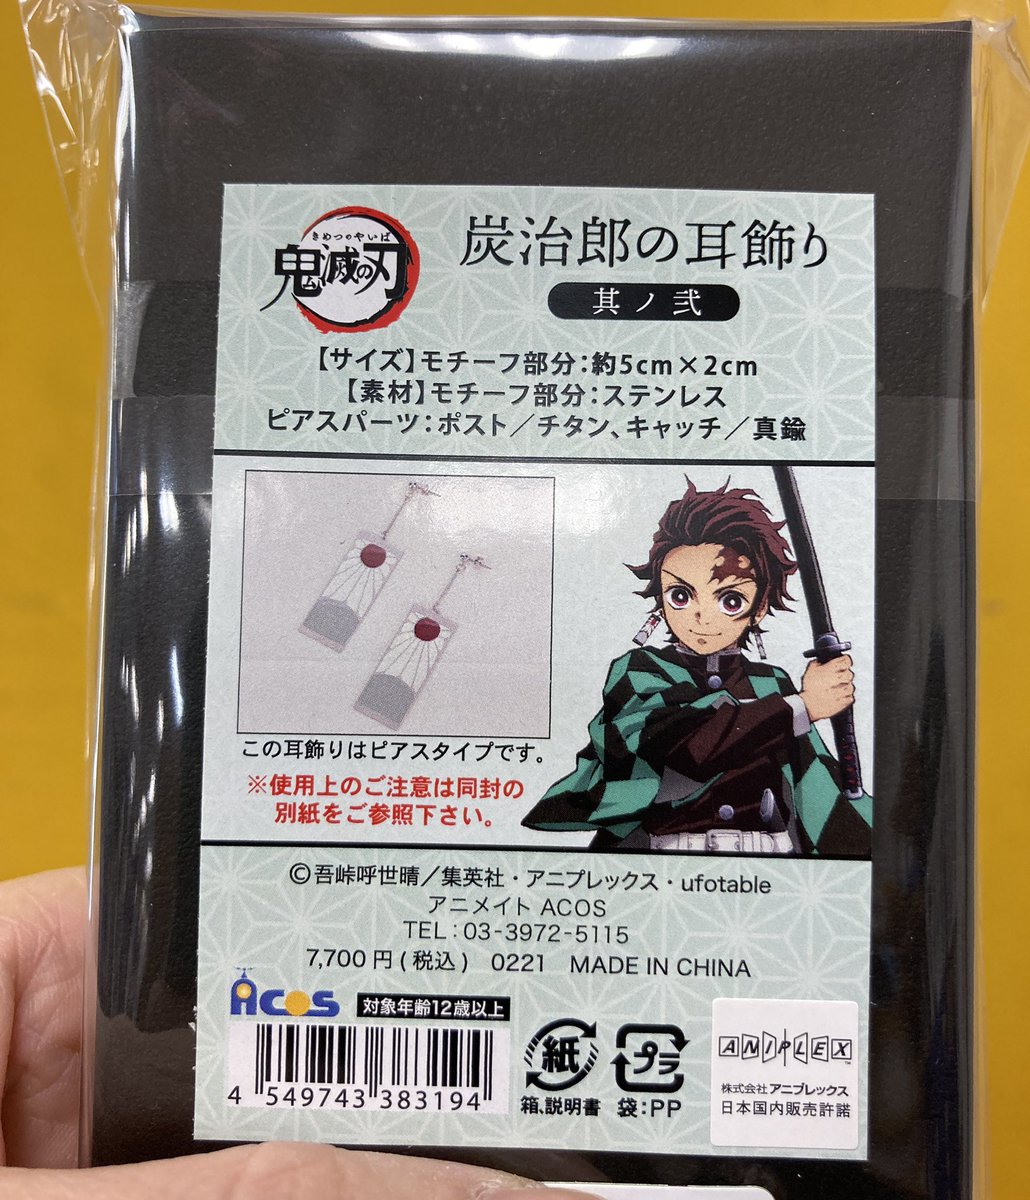 きめつのやいば
鬼滅の刃
炭治郎の耳飾り
其ノ弐
【サイズ】モチーフ部分:約5cm×2cm
【素材】モチーフ部分:ステンレス
ピアスパーツ:ポスト／チタン、キャッチ／真鍮
この耳飾りはピアスタイプです。
※使用上のご注意は同封の
別紙をご参照下さい。
©吾峠呼世晴／集英社・アニプレックス・ufotable
アニメイト ACOS
TEL:03-3972-5115
7,700円(税込) 0221 MADE IN CHINA
Acos 対象年齢12歳以上
4 549743 383194
紙 プラ
箱、説明書 袋:PP
ANIPLEX™
株式会社アニプレックス
日本国内販売許諾